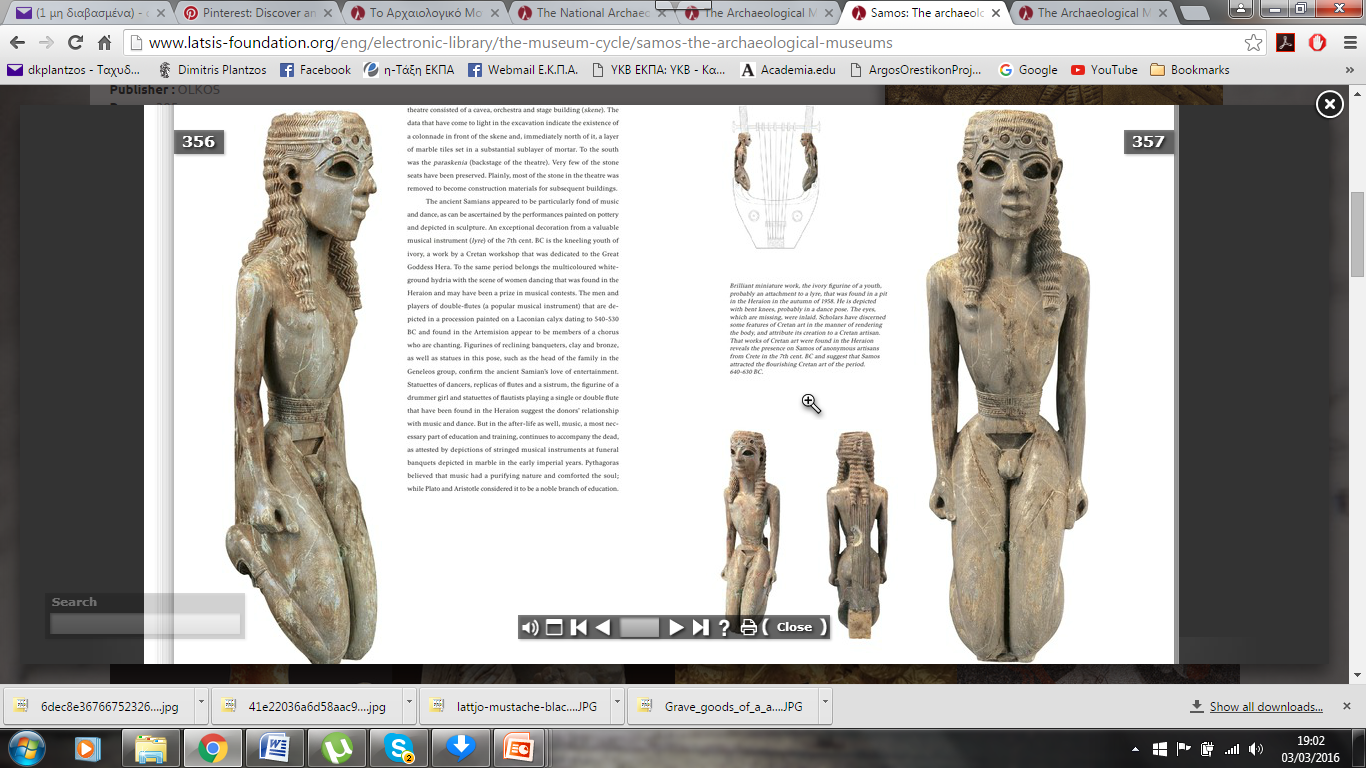 (1 μη διαβασμένα) - d
Pinterest: Discover an
Το Αρχαιολογικό Μο
The National Archaeo
The Archaeological M
Samos: The archaeolo
The Archaeological M
www.latsis-foundation.org/eng/electronic-library/the-museum-cycle/samos-the-archaeological-museums
dkplantzos - Ταχυδ...
Dimitris Plantzos
Facebook
η-Τάξη ΕΚΠΑ
Webmail Ε.Κ.Π.Α.
ΥΚΒ ΕΚΠΑ: ΥΚΒ - Κα...
Academia.edu
ArgosOrestikonProj...
Google
YouTube
Bookmarks
Publisher : OLKOS
356
357
theatre consisted of a cavea, orchestra and stage building (skene). The
data that have come to light in the excavation indicate the existence of
a colonnade in front of the skene and, immediately north of it, a layer
of marble tiles set in a substantial sublayer of mortar. To the south
was the paraskenia (backstage of the theatre). Very few of the stone
seats have been preserved. Plainly, most of the stone in the theatre was
removed to become construction materials for subsequent buildings.
The ancient Samians appeared to be particularly fond of music
and dance, as can be ascertained by the performances painted on pottery
and depicted in sculpture. An exceptional decoration from a valuable
musical instrument (lyre) of the 7th cent. BC is the kneeling youth of
ivory, a work by a Cretan workshop that was dedicated to the Great
Goddess Hera. To the same period belongs the multicoloured white-
ground hydria with the scene of women dancing that was found in the
Heraion and may have been a prize in musical contests. The men and
players of double-flutes (a popular musical instrument) that are de-
picted in a procession painted on a Laconian calyx dating to 540-530
BC and found in the Artemision appear to be members of a chorus
who are chanting. Figurines of reclining banqueters, clay and bronze,
as well as statues in this pose, such as the head of the family in the
Geneleos group, confirm the ancient Samian's love of entertainment.
Statuettes of dancers, replicas of flutes and a sistrum, the figurine of a
drummer girl and statuettes of flautists playing a single or double flute
that have been found in the Heraion suggest the donors' relationship
with music and dance. But in the after-life as well, music, a most nec-
essary part of education and training, continues to accompany the dead,
as attested by depictions of stringed musical instruments at funeral
banquets depicted in marble in the early imperial years. Pythagoras
believed that music had a purifying nature and comforted the soul;
while Plato and Aristotle considered it to be a noble branch of education.
Brilliant miniature work, the ivory figurine of a youth,
probably an attachment to a lyre, that was found in a pit
in the Heraion in the autumn of 1958. He is depicted
with bent knees, probably in a dance pose. The eyes,
which are missing, were inlaid. Scholars have discerned
some features of Cretan art in the manner of rendering
the body, and attribute its creation to a Cretan artisan.
That works of Cretan art were found in the Heraion
reveals the presence on Samos of anonymous artisans
from Crete in the 7th cent. BC and suggest that Samos
attracted the flourishing Cretan art of the period.
640-630 BC.
Search
? ( Close )
6dec8e36766752326....jpg
41e22036a6d58aac9....jpg
lattjo-mustache-blac....JPG
Grave_goods_of_a_a....JPG
Show all downloads...
2
19:02
03/03/2016